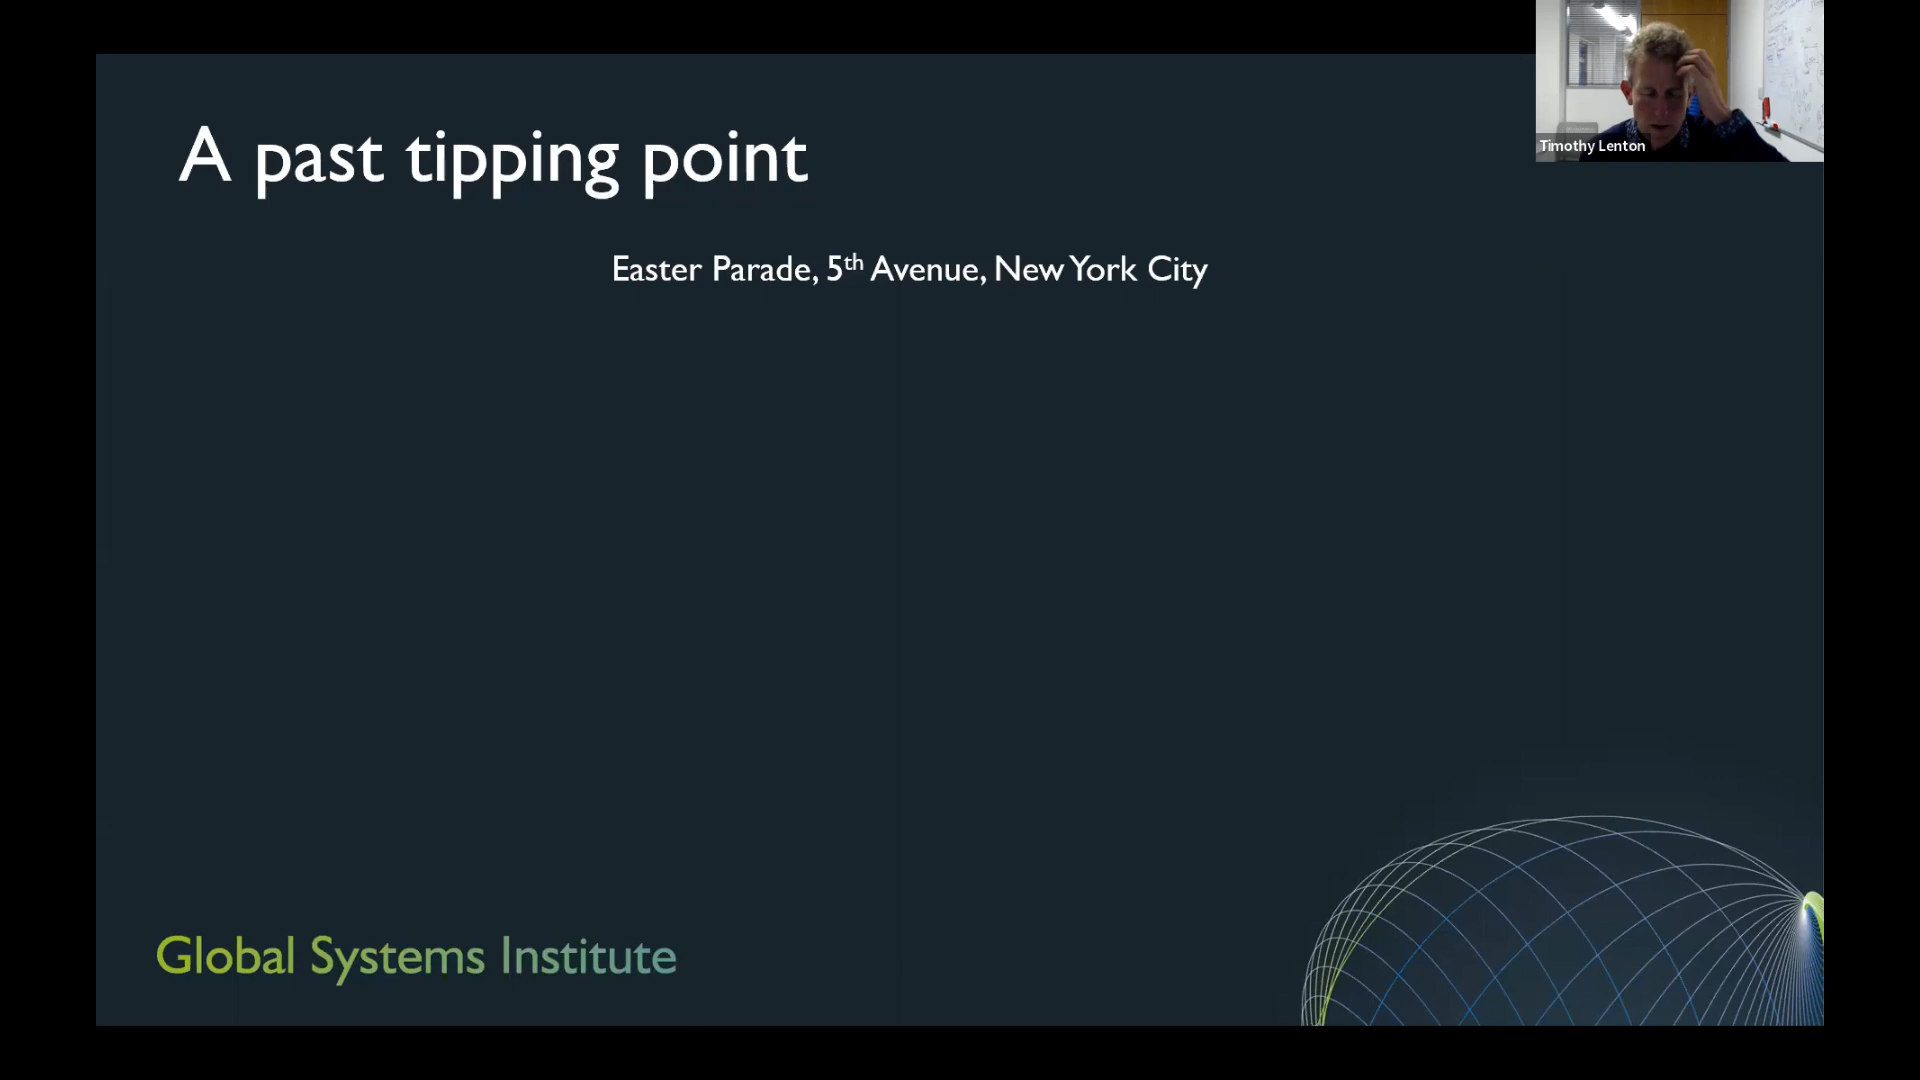 Timothy Lenton
A past tipping point
Easter Parade, 5th Avenue, New York City
Global Systems Institute